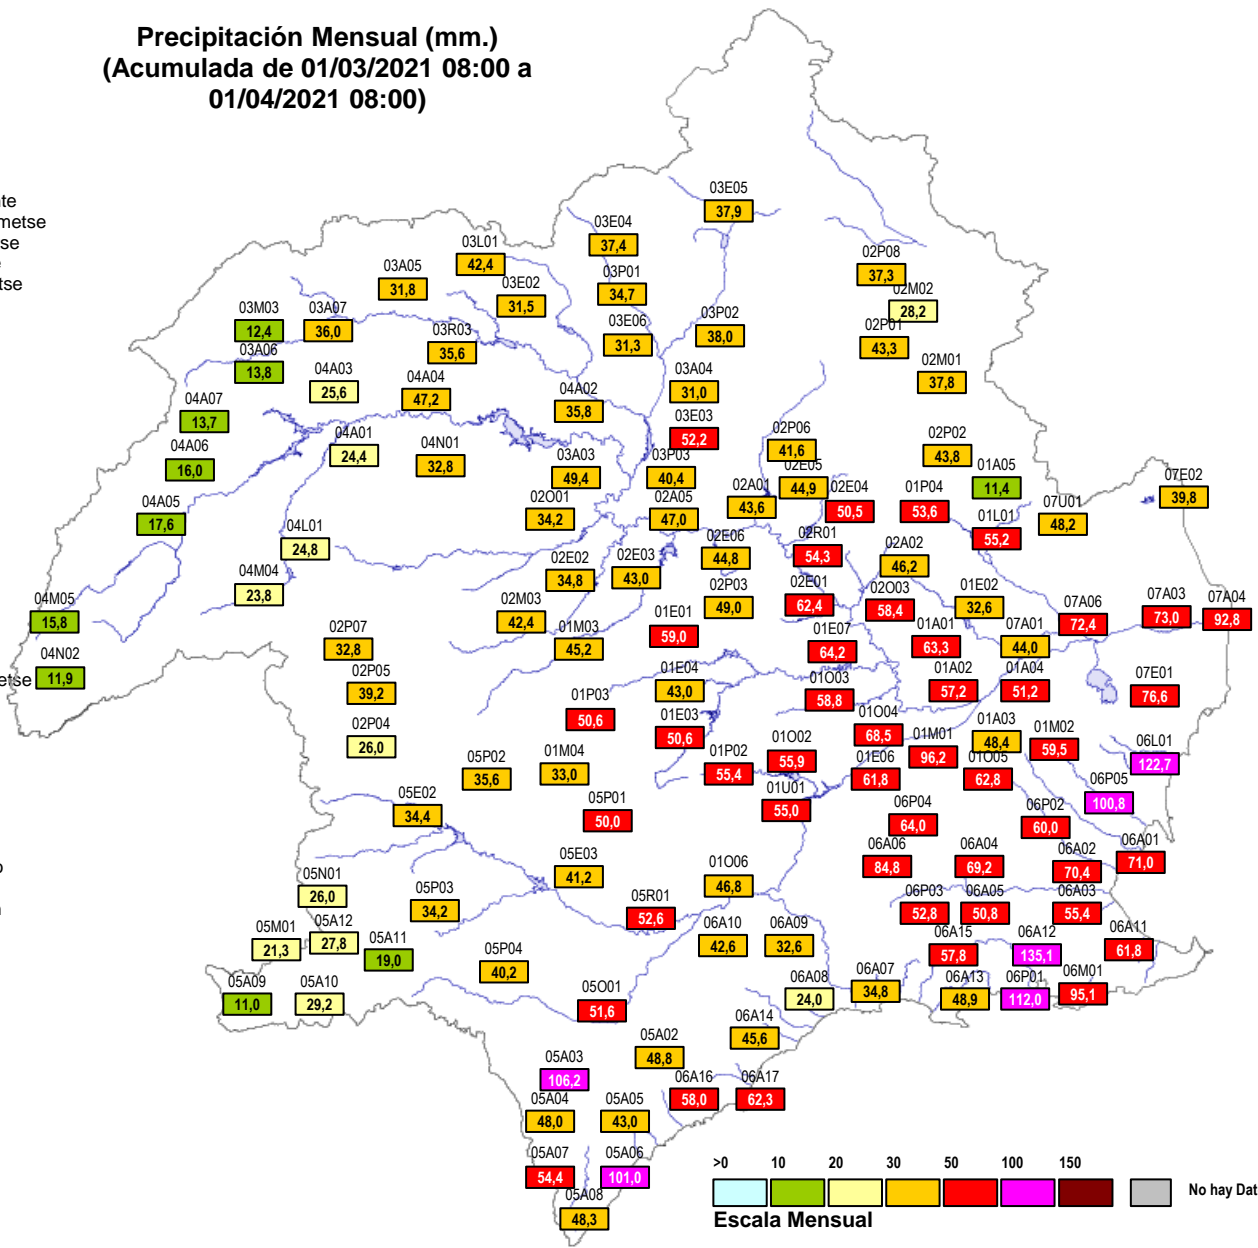 Precipitación Mensual (mm.)
(Acumulada de 01/03/2021 08:00 a
01/04/2021 08:00)
nte
metse
se
tse
03E05
37,9
03E04
37,4
03L01
42,4
03A05
31,8
03E02
31,5
03P01
34,7
02P08
37,3
02M02
28,2
03M03
12,4
03A07
36,0
03R03
35,6
03E06
31,3
03P02
38,0
02P01
43,3
03A06
13,8
04A03
25,6
04A04
47,2
04A02
35,8
03A04
31,0
02M01
37,8
04A07
13,7
03E03
52,2
04A01
24,4
04N01
32,8
02P06
41,6
02P02
43,8
04A06
16,0
03A03
49,4
03P03
40,4
02E05
44,9
01A05
11,4
07E02
39,8
04A05
17,6
02O01
34,2
02A05
47,0
02A01
43,6
02E04
50,5
01P04
53,6
07U01
48,2
01L01
55,2
04L01
24,8
02E06
44,8
02R01
54,3
02A02
46,2
02E02
34,8
02E03
43,0
04M04
23,8
02P03
49,0
02E01
62,4
02O03
58,4
01E02
32,6
07A03
73,0
07A04
92,8
04M05
15,8
02M03
42,4
01E01
59,0
07A06
72,4
02P07
32,8
01M03
45,2
01E07
64,2
01A01
63,3
07A01
44,0
04N02
11,9
etse
02P05
39,2
01E04
43,0
01O03
58,8
01A02
57,2
01A04
51,2
07E01
76,6
01P03
50,6
02P04
26,0
01E03
50,6
01O04
68,5
01A03
48,4
01M02
59,5
01M01
96,2
06L01
122,7
05P02
35,6
01M04
33,0
01P02
55,4
01O02
55,9
01E06
61,8
01O05
62,8
06P05
100,8
05E02
34,4
05P01
50,0
01U01
55,0
06P04
64,0
06P02
60,0
05E03
41,2
01O06
46,8
06A06
84,8
06A04
69,2
06A02
70,4
06A01
71,0
05N01
26,0
05P03
34,2
05R01
52,6
06P03
52,8
06A05
50,8
06A03
55,4
05M01
21,3
05A12
27,8
05A11
19,0
05P04
40,2
06A10
42,6
06A09
32,6
06A15
57,8
06A12
135,1
06A11
61,8
05A09
11,0
05A10
29,2
05O01
51,6
06A08
24,0
06A07
34,8
06A13
48,9
06P01
112,0
06M01
95,1
06A14
45,6
05A02
48,8
05A03
106,2
06A16
58,0
06A17
62,3
05A04
48,0
05A05
43,0
05A07
54,4
05A06
101,0
05A08
48,3
>0 10 20 30 50 100 150
No hay Dat
Escala Mensual